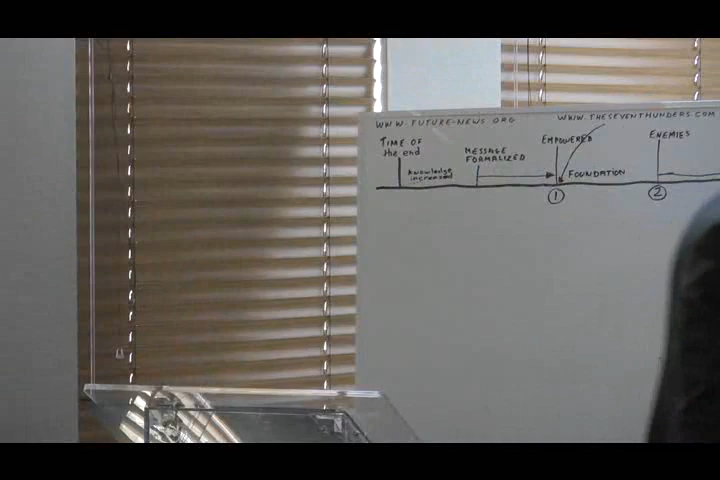 WWW.FUTURE-NEWS.ORG
WWW.THESEVENTHUNDERS.COM
TIME OF
the end
Knowledge
increased
MESSAGE
FORMALIZED
EMPOWERED
FOUNDATION
1
ENEMIES
2